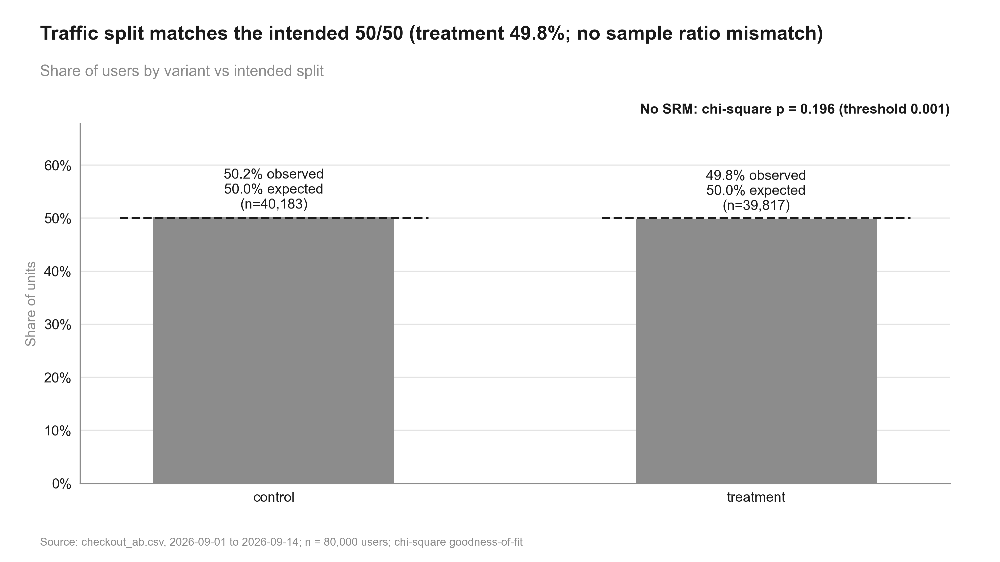 Traffic split matches the intended 50/50 (treatment 49.8%; no sample ratio mismatch)
Share of users by variant vs intended split
No SRM: chi-square p = 0.196 (threshold 0.001)
60%
50%
40%
30%
20%
10%
0%
Share of units
50.2% observed
50.0% expected
(n=40,183)
49.8% observed
50.0% expected
(n=39,817)
control
treatment
Source: checkout_ab.csv, 2026-09-01 to 2026-09-14; n = 80,000 users; chi-square goodness-of-fit